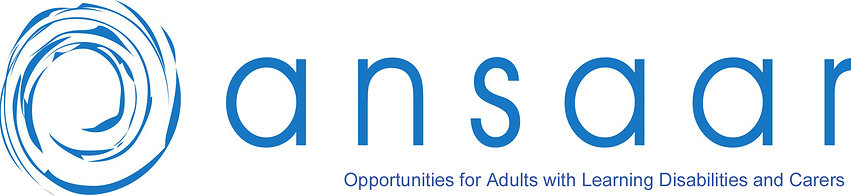 ansaar
Opportunities for Adults with Learning Disabilities and Carers